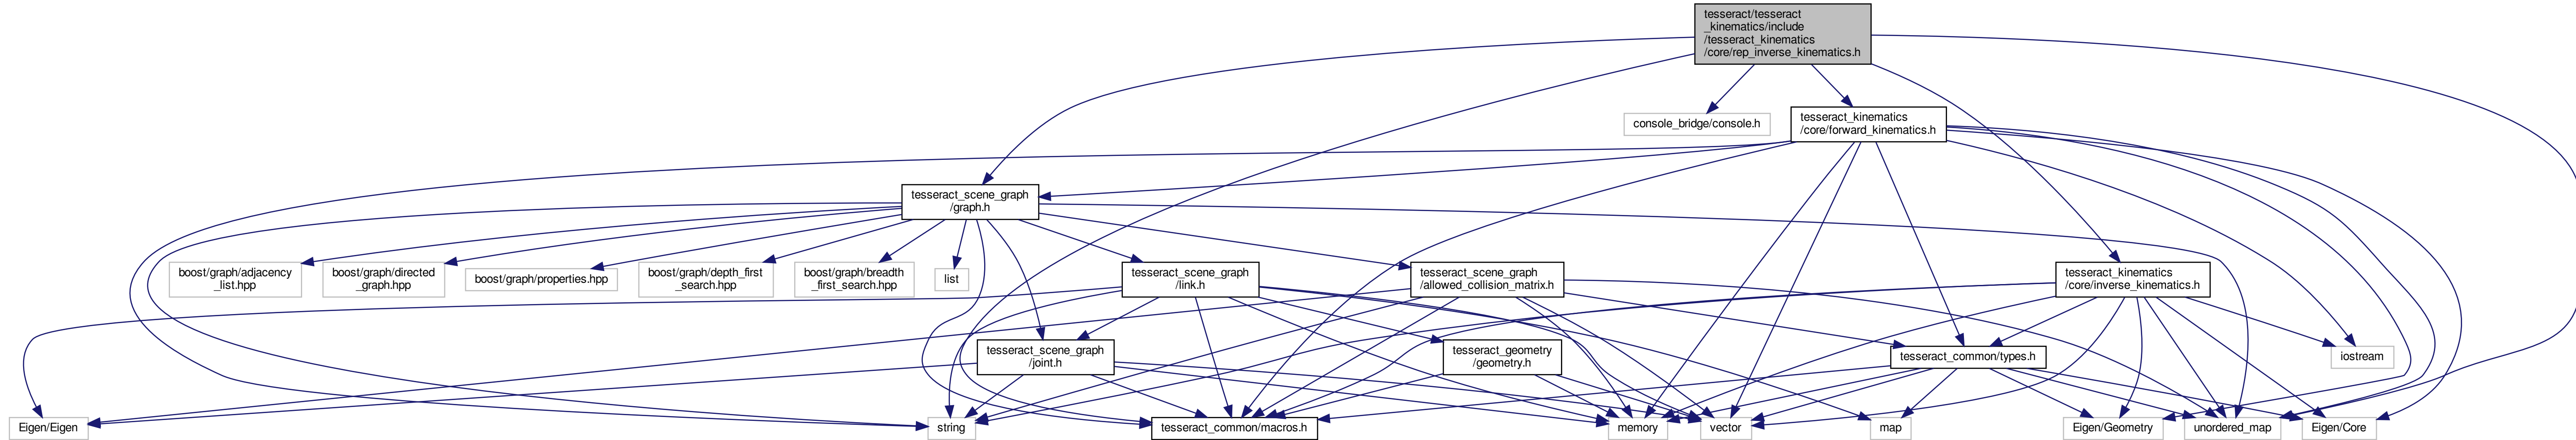 tesseract/tesseract
_kinematics/include
/tesseract_kinematics
/core/rep_inverse_kinematics.h
console_bridge/console.h
tesseract_kinematics
/core/forward_kinematics.h
tesseract_scene_graph
/graph.h
boost/graph/adjacency
_list.hpp
boost/graph/directed
_graph.hpp
boost/graph/properties.hpp
boost/graph/depth_first
_search.hpp
boost/graph/breadth
_first_search.hpp
list
tesseract_scene_graph
/link.h
tesseract_scene_graph
/allowed_collision_matrix.h
tesseract_kinematics
/core/inverse_kinematics.h
tesseract_scene_graph
/joint.h
tesseract_geometry
/geometry.h
tesseract_common/types.h
iostream
Eigen/Eigen
string
tesseract_common/macros.h
memory
vector
map
Eigen/Geometry
unordered_map
Eigen/Core